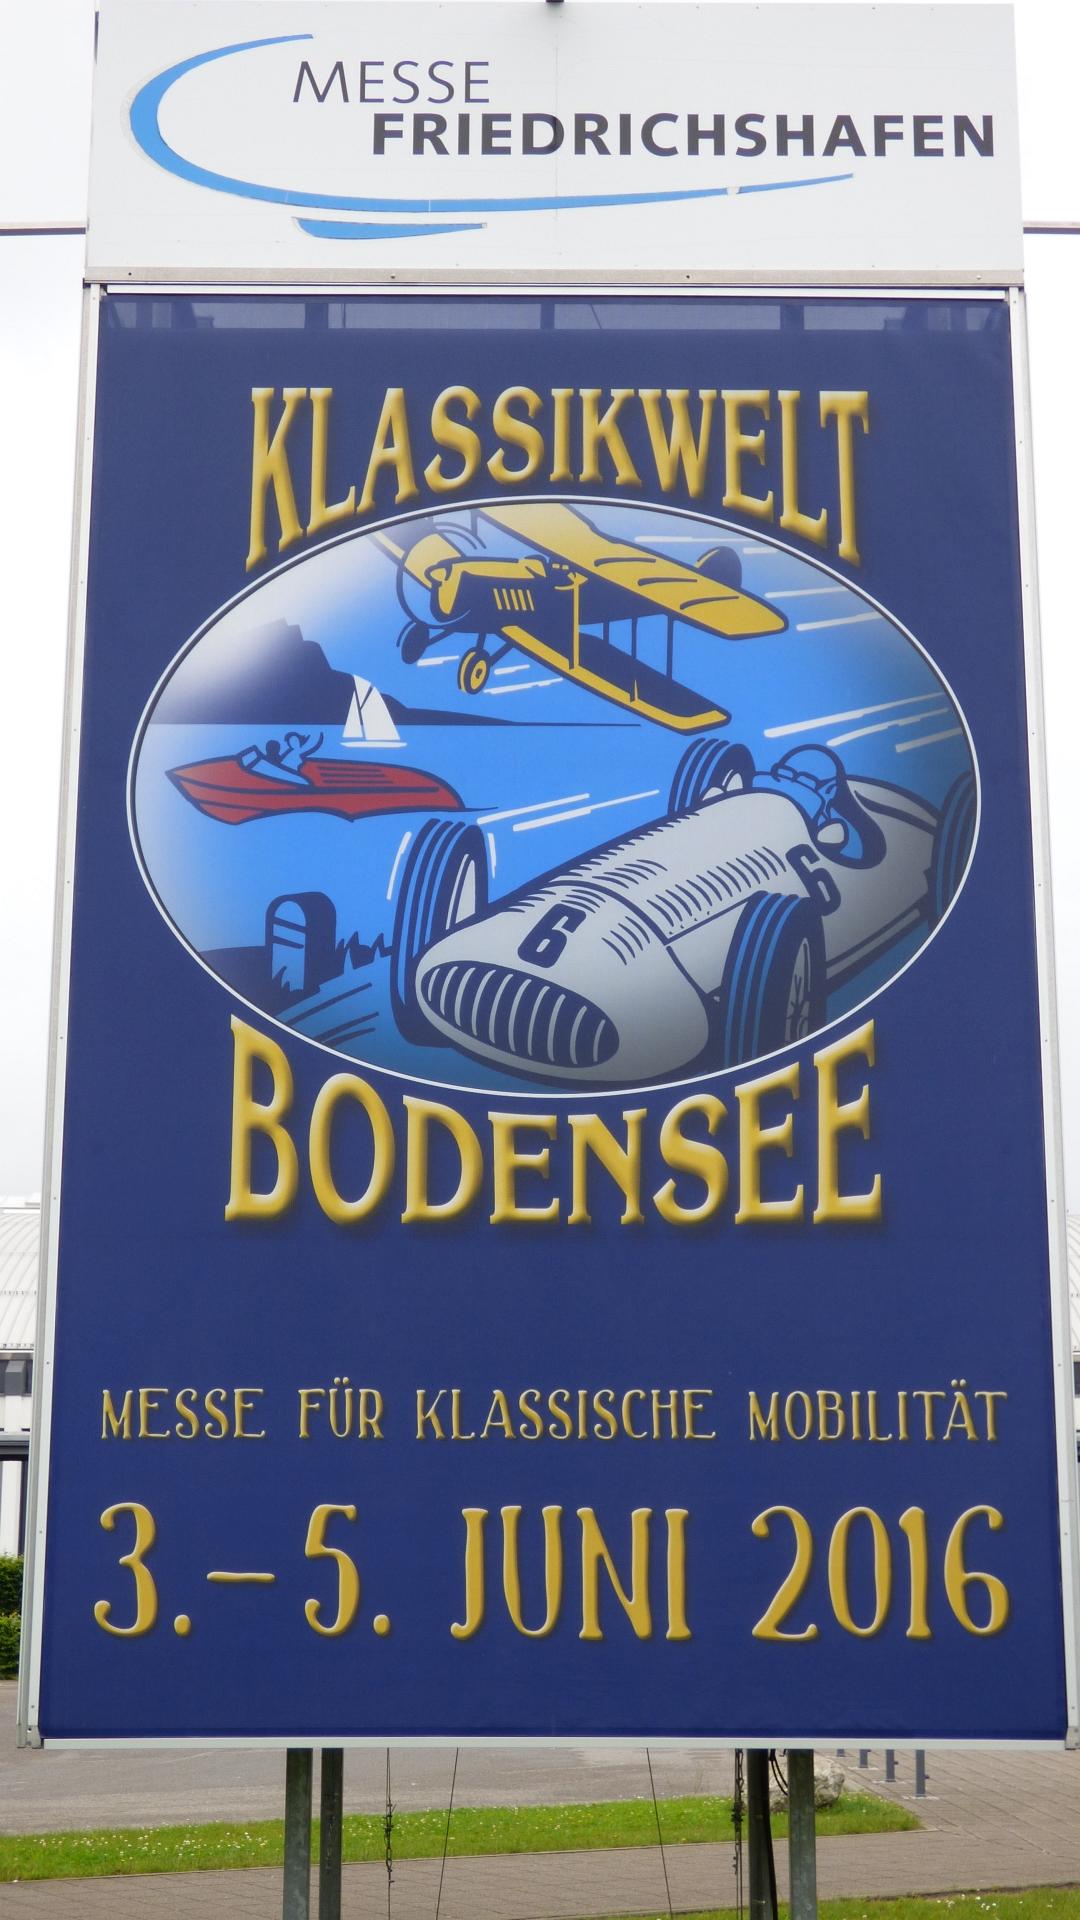 MESSE
FRIEDRICHSHAFEN
KLASSIKWELT
6
6
BODENSEE
MESSE FÜR KLASSISCHE MOBILITÄT
3.–5. JUNI 2016